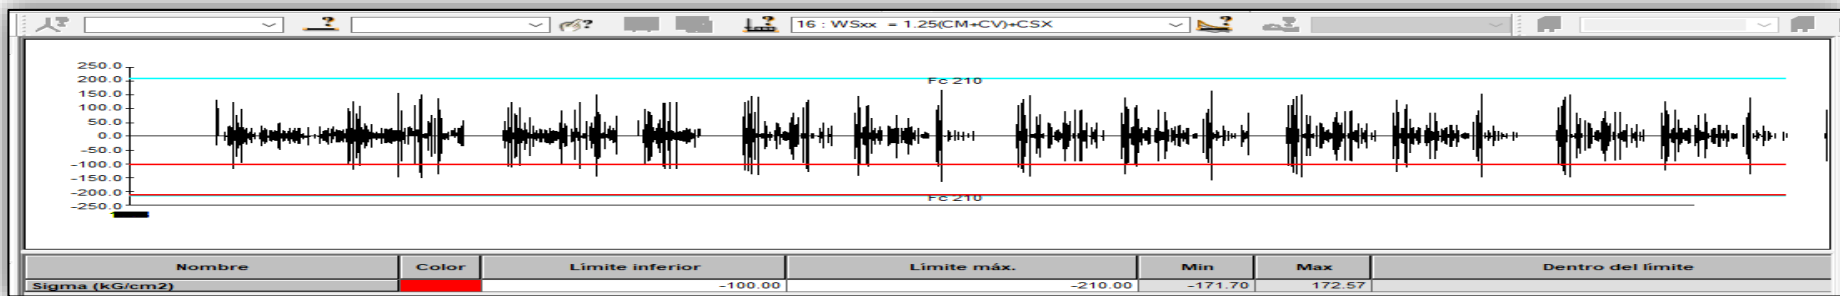 16 : WSxx = 1.25(CM+CV)+CSX
250.0
200.0
150.0
100.0
50.0
0.0
-50.0
-100.0
-150.0
-200.0
-250.0
Fc 210
Fc 210
Nombre Color Límite inferior Límite máx. Min Max Dentro del límite
Sigma (kG/cm2) -100.00 -210.00 -171.70 172.57